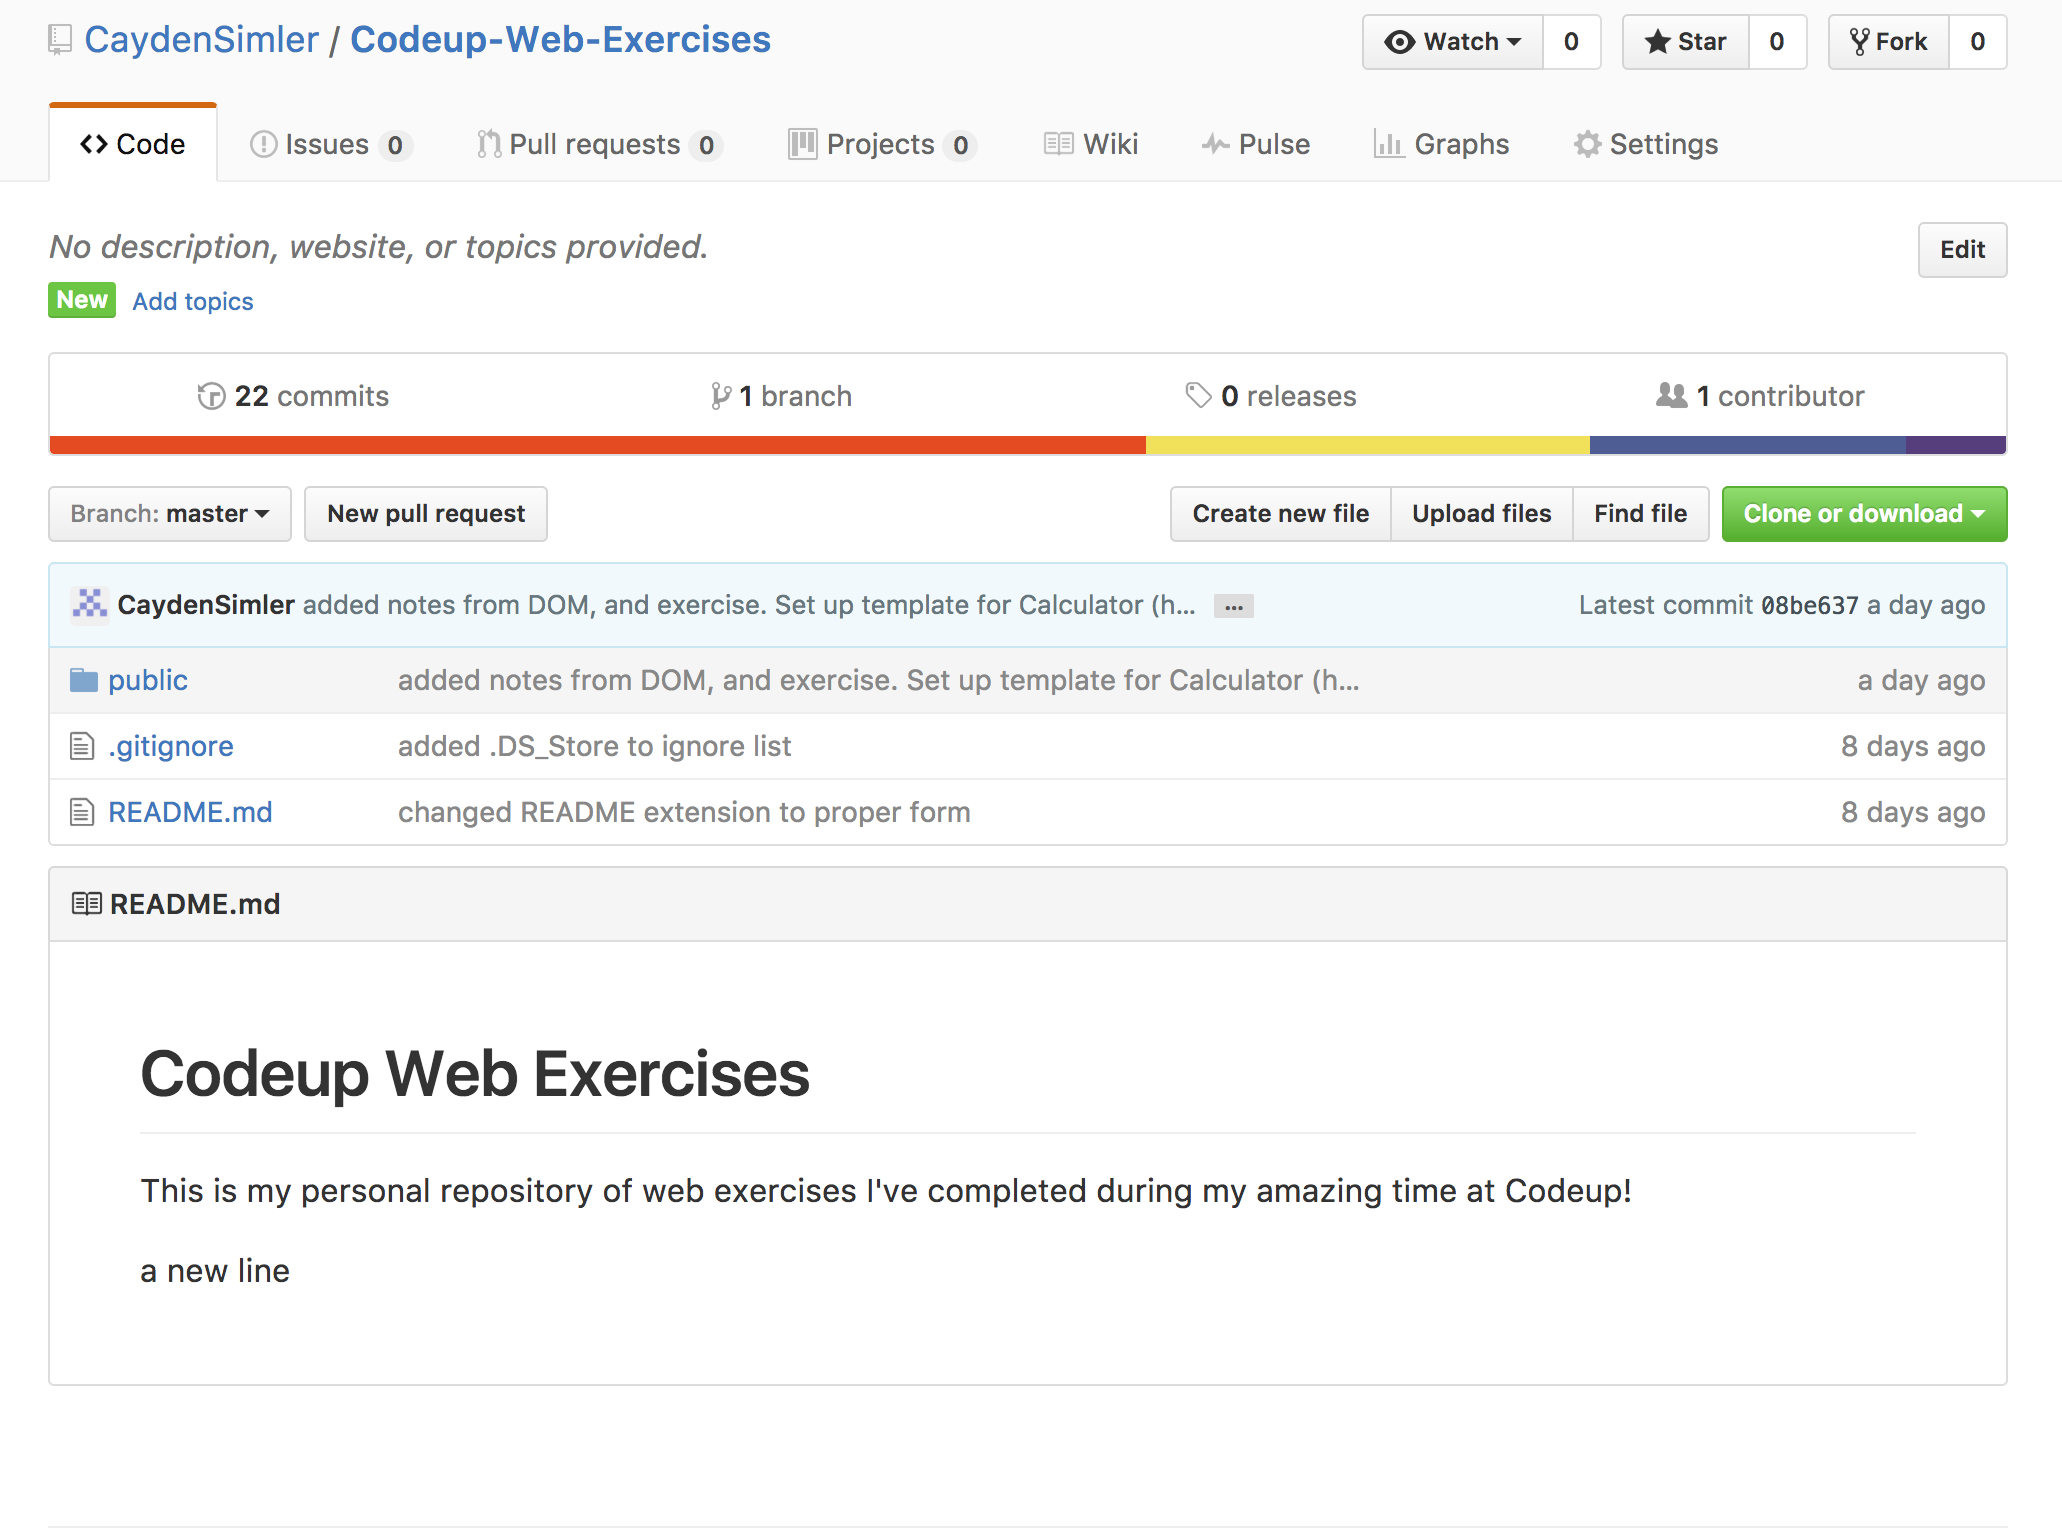 CaydenSimler / Codeup-Web-Exercises
Watch 0 Star 0 Fork 0
Code Issues 0 Pull requests 0 Projects 0 Wiki Pulse Graphs Settings
No description, website, or topics provided.
Edit
New Add topics
22 commits 1 branch 0 releases 1 contributor
Branch: master New pull request Create new file Upload files Find file Clone or download
CaydenSimler added notes from DOM, and exercise. Set up template for Calculator (h... ... Latest commit 08be637 a day ago
public added notes from DOM, and exercise. Set up template for Calculator (h... a day ago
.gitignore added .DS_Store to ignore list 8 days ago
README.md changed README extension to proper form 8 days ago
README.md
Codeup Web Exercises
This is my personal repository of web exercises I've completed during my amazing time at Codeup!
a new line